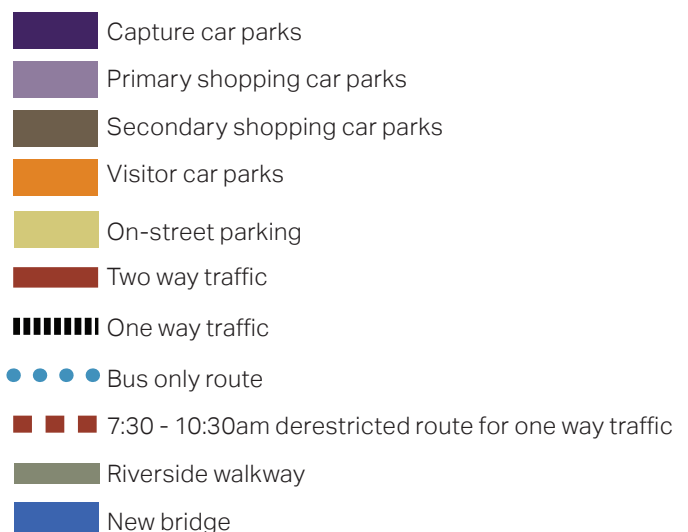 Capture car parks
Primary shopping car parks
Secondary shopping car parks
Visitor car parks
On-street parking
Two way traffic
One way traffic
Bus only route
7:30 - 10:30am derestricted route for one way traffic
Riverside walkway
New bridge